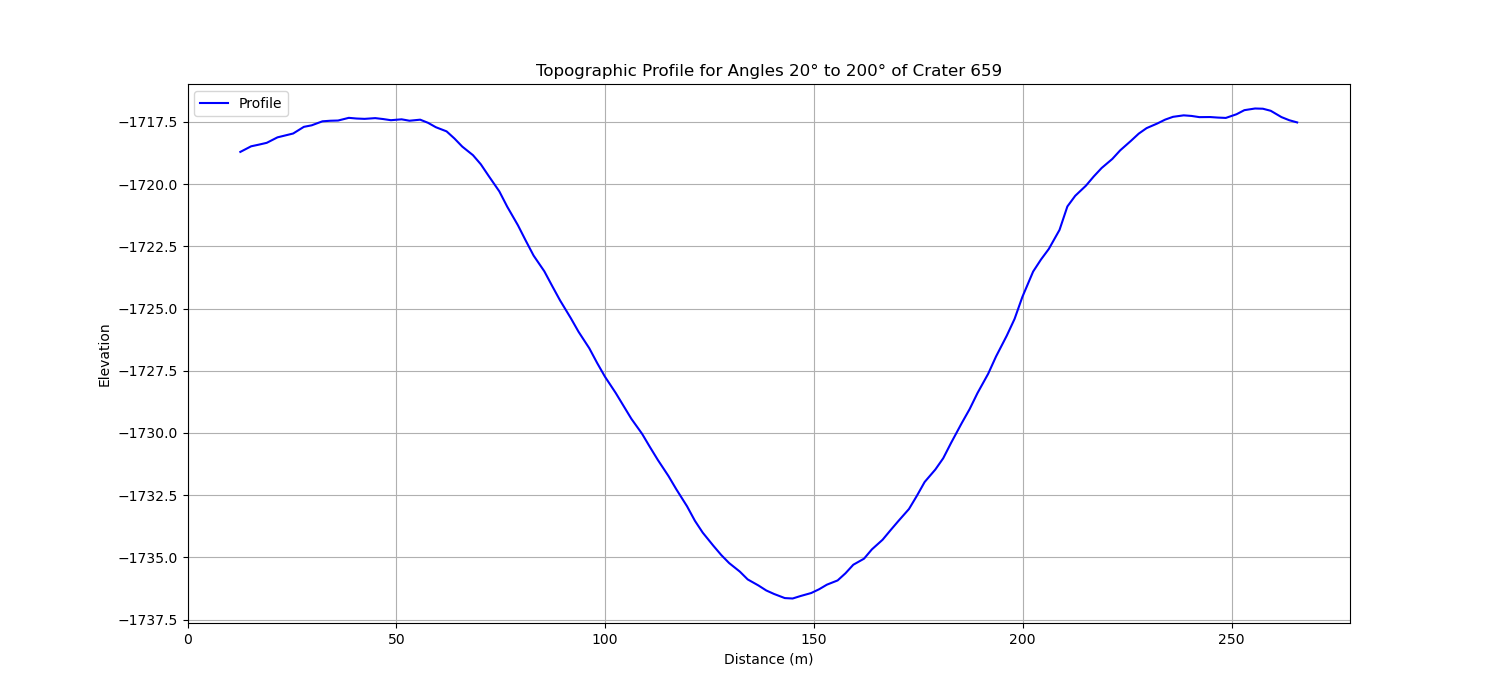 Topographic Profile for Angles 20° to 200° of Crater 659
Profile
−1717.5
−1720.0
−1722.5
−1725.0
−1727.5
−1730.0
−1732.5
−1735.0
−1737.5
Elevation
0 50 100 150 200 250
Distance (m)